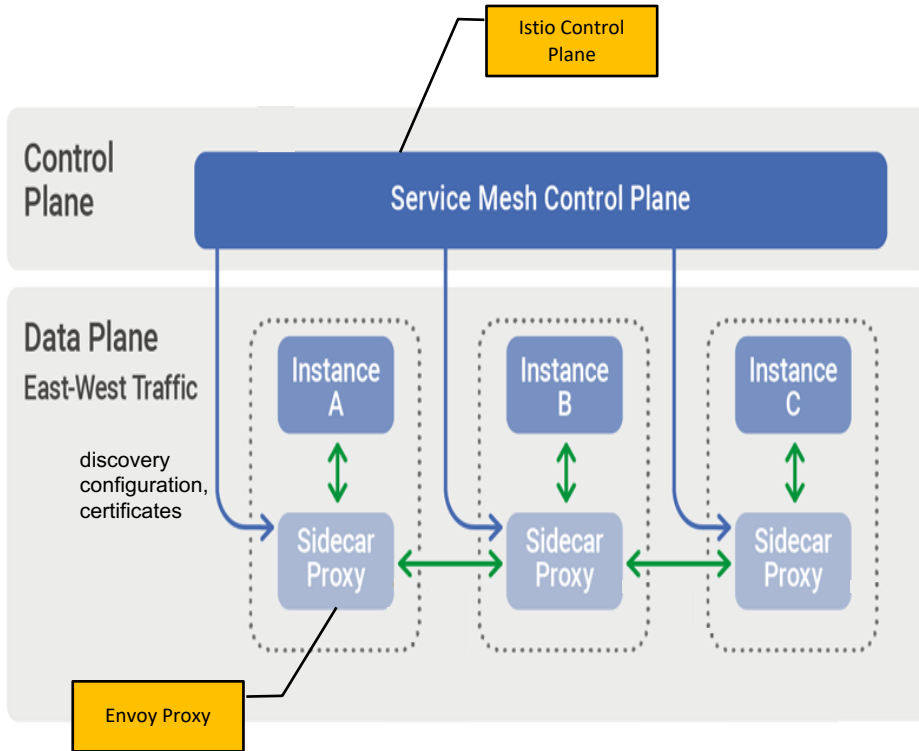 Istio Control
Plane
Control
Plane
Service Mesh Control Plane
Data Plane
East-West Traffic
Instance
A
Instance
B
Instance
C
discovery
configuration,
certificates
Sidecar
Proxy
Sidecar
Proxy
Sidecar
Proxy
Envoy Proxy